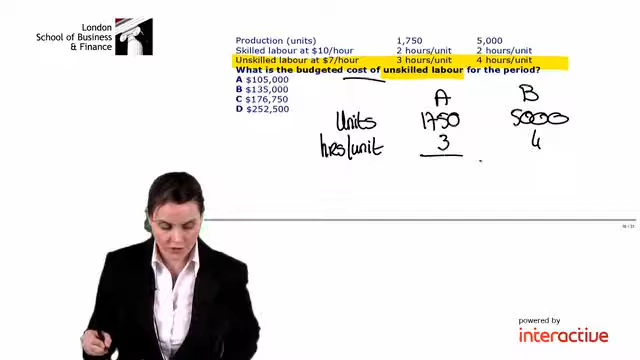 London
School of Business
& Finance
Production (units) 1,750 5,000
Skilled labour at $10/hour 2 hours/unit 2 hours/unit
Unskilled labour at $7/hour 3 hours/unit 4 hours/unit
What is the budgeted cost of unskilled labour for the period?
A $105,000
B $135,000
C $176,750
D $252,500
A B
Units 1750 5000
hrs/unit 3 4
powered by
interactive